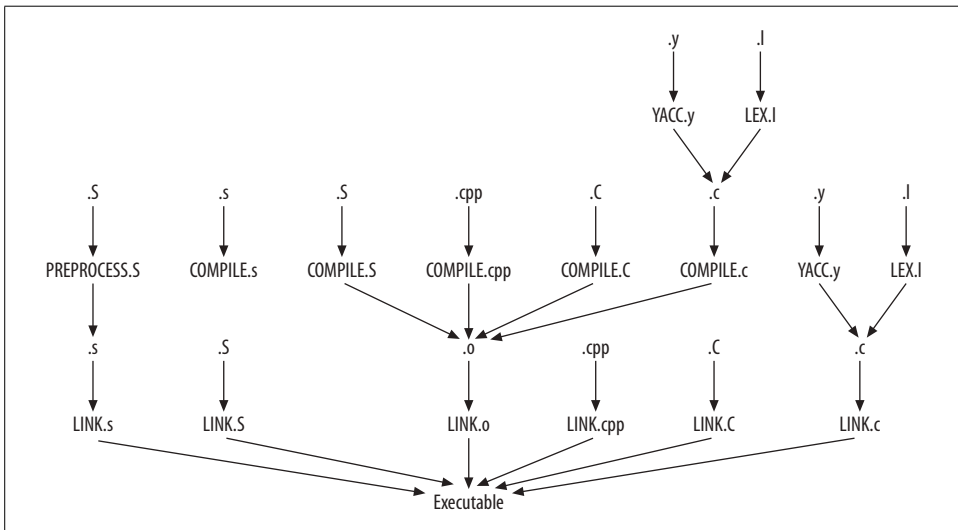 .y .l
YACC.y LEX.l
.S .s .S .cpp .C .c .y .l
PREPROCESS.S COMPILE.s COMPILE.S COMPILE.cpp COMPILE.C COMPILE.c YACC.y LEX.l
.s .S .o .cpp .C .c
LINK.s LINK.S LINK.o LINK.cpp LINK.C LINK.c
Executable